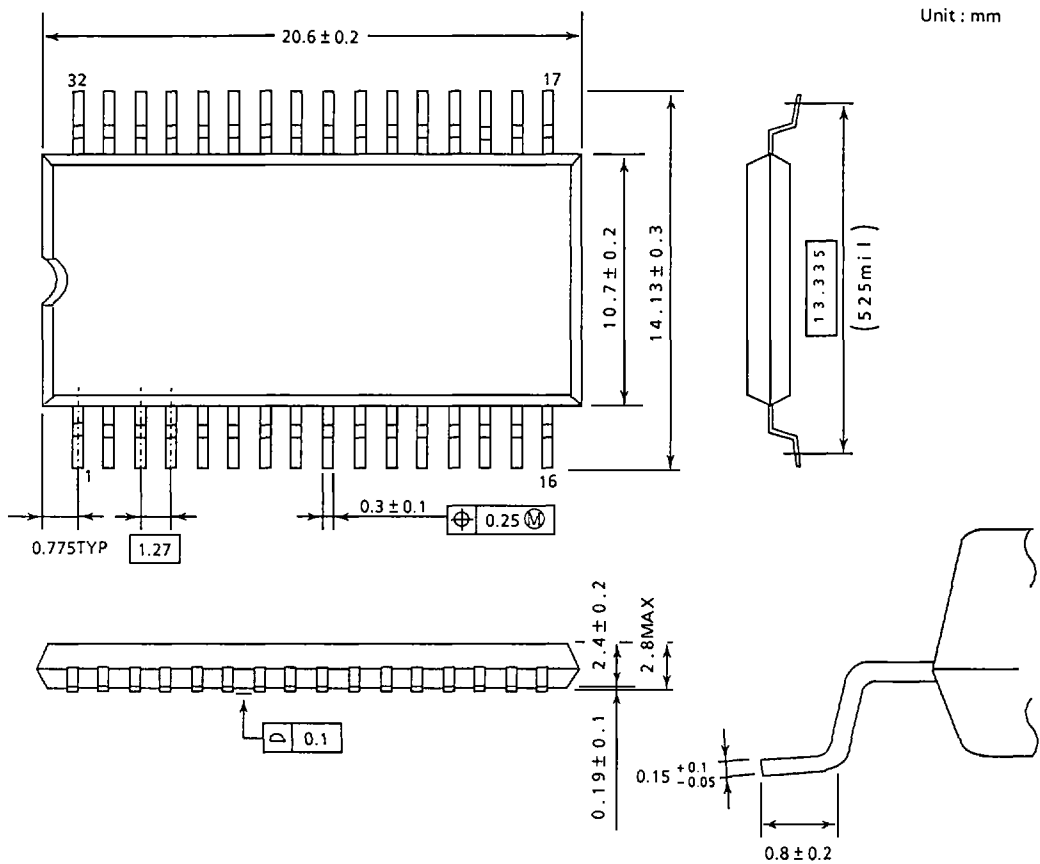 Unit : mm
20.6 ± 0.2
32
17
10.7 ± 0.2
14.13 ± 0.3
13.335
(525mil)
1
16
0.3 ± 0.1
0.25 Ⓜ
0.775TYP
1.27
2.4 ± 0.2
2.8MAX
0.1
0.19 ± 0.1
0.15 +0.1 -0.05
0.8 ± 0.2